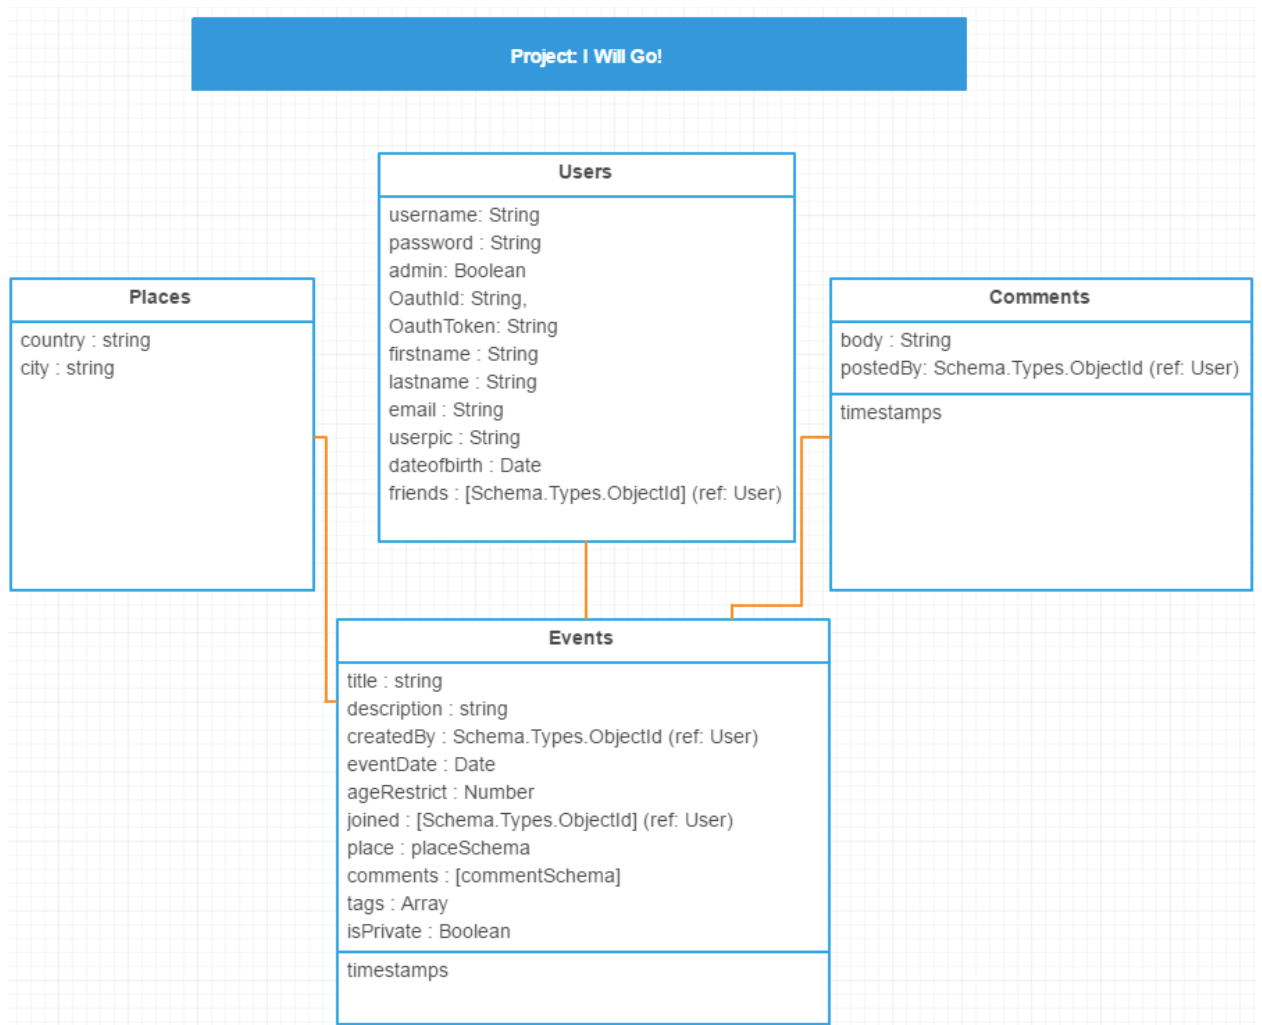 Project: I Will Go!
Users
username: String
password : String
admin: Boolean
OauthId: String,
OauthToken: String
firstname : String
lastname : String
email : String
userpic : String
dateofbirth : Date
friends : [Schema.Types.ObjectId] (ref: User)
Places
country : string
city : string
Comments
body : String
postedBy: Schema.Types.ObjectId (ref: User)
timestamps
Events
title : string
description : string
createdBy : Schema.Types.ObjectId (ref: User)
eventDate : Date
ageRestrict : Number
joined : [Schema.Types.ObjectId] (ref: User)
place : placeSchema
comments : [commentSchema]
tags : Array
isPrivate : Boolean
timestamps